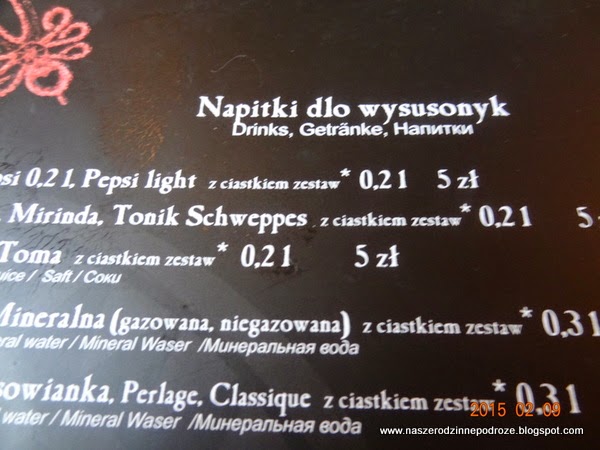 Napitki dlo wysusonyk
Drinks, Getränke, Напитки
si 0,2 l, Pepsi light z ciastkiem zestaw* 0,2 l 5 zł
Mirinda, Tonik Schweppes z ciastkiem zestaw* 0,2 l 5
Toma z ciastkiem zestaw* 0,2 l 5 zł
uice / Saft / Соки
Mineralna (gazowana, niegazowana) z ciastkiem zestaw* 0,3 l
eral water / Mineral Waser /Минеральная вода
sowianka, Perlage, Classique z ciastkiem zestaw* 0,3 l
water / Mineral Waser /Минеральная вода
2015 02 09
www.naszerodzinnepodroze.blogspot.com